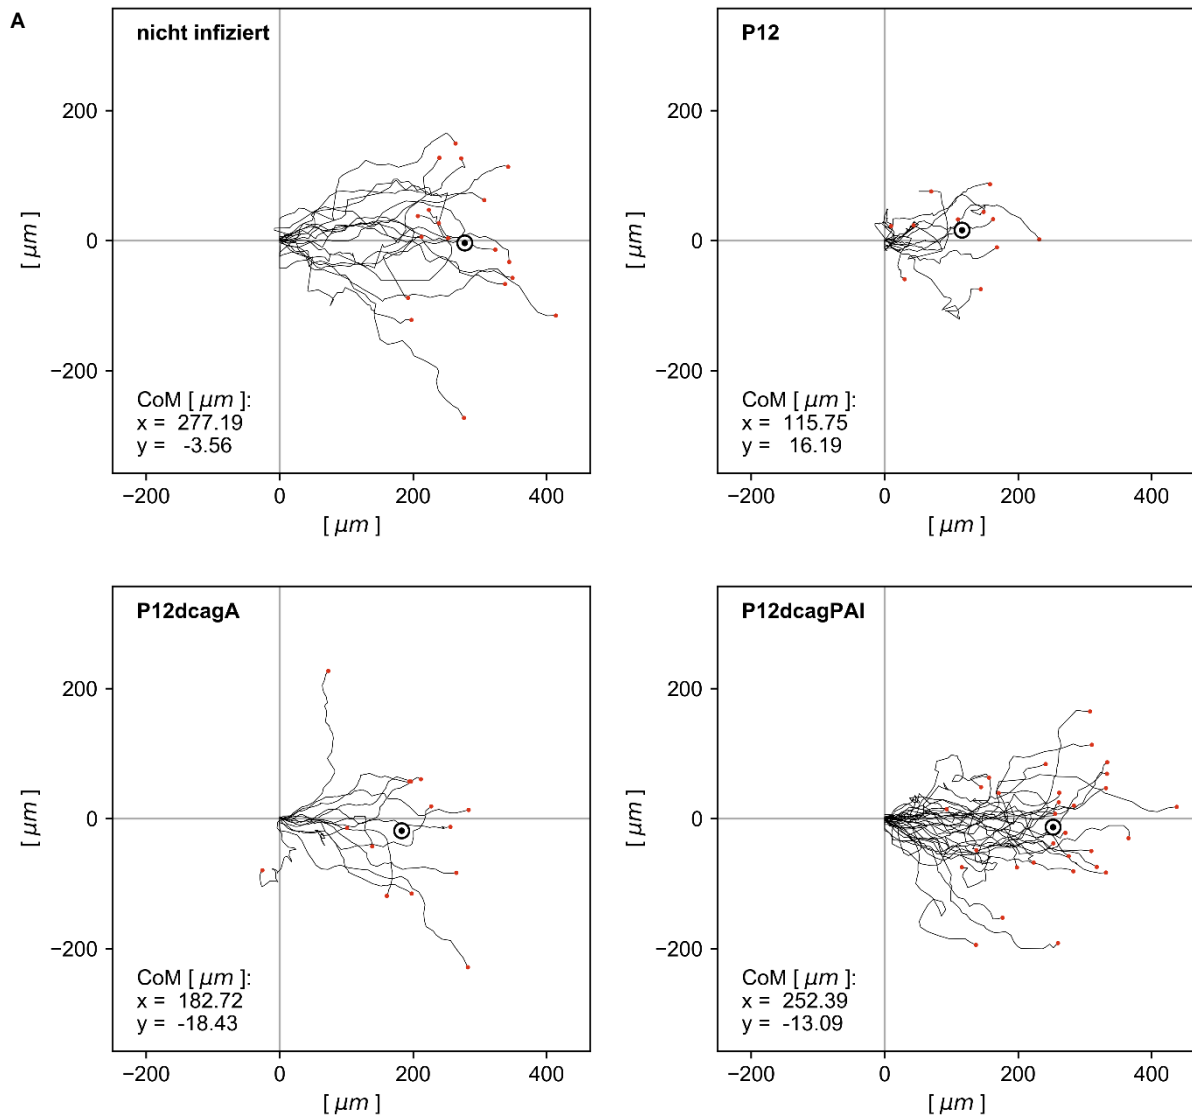 A
nicht infiziert
200
0
−200
[ µm ]
CoM [ µm ]:
x = 277.19
y = -3.56
−200 0 200 400
[ µm ]
P12
200
0
−200
[ µm ]
CoM [ µm ]:
x = 115.75
y = 16.19
−200 0 200 400
[ µm ]
P12dcagA
200
0
−200
[ µm ]
CoM [ µm ]:
x = 182.72
y = -18.43
−200 0 200 400
[ µm ]
P12dcagPAI
200
0
−200
[ µm ]
CoM [ µm ]:
x = 252.39
y = -13.09
−200 0 200 400
[ µm ]